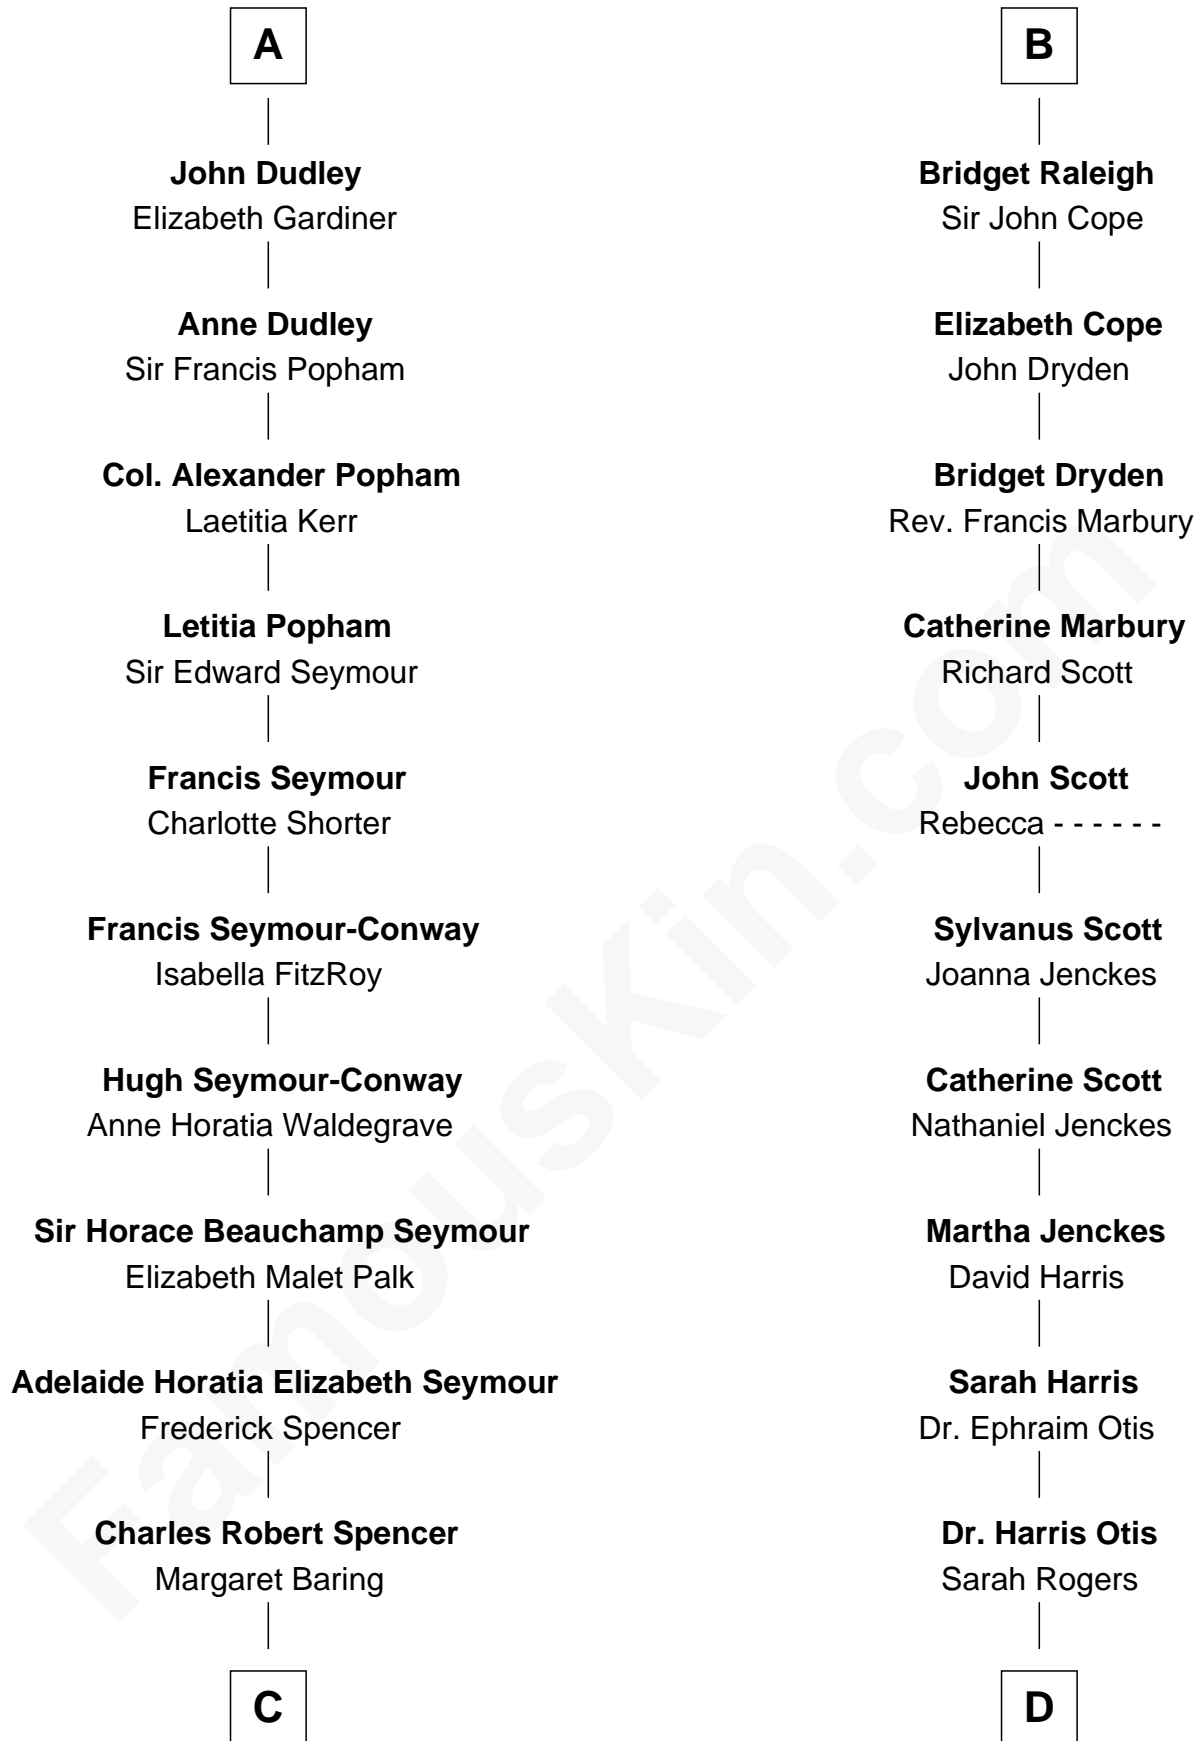 A
John Dudley
Elizabeth Gardiner
Anne Dudley
Sir Francis Popham
Col. Alexander Popham
Laetitia Kerr
Letitia Popham
Sir Edward Seymour
Francis Seymour
Charlotte Shorter
Francis Seymour-Conway
Isabella FitzRoy
Hugh Seymour-Conway
Anne Horatia Waldegrave
Sir Horace Beauchamp Seymour
Elizabeth Malet Palk
Adelaide Horatia Elizabeth Seymour
Frederick Spencer
Charles Robert Spencer
Margaret Baring
C
B
Bridget Raleigh
Sir John Cope
Elizabeth Cope
John Dryden
Bridget Dryden
Rev. Francis Marbury
Catherine Marbury
Richard Scott
John Scott
Rebecca - - - - - -
Sylvanus Scott
Joanna Jenckes
Catherine Scott
Nathaniel Jenckes
Martha Jenckes
David Harris
Sarah Harris
Dr. Ephraim Otis
Dr. Harris Otis
Sarah Rogers
D
FamousKin.com